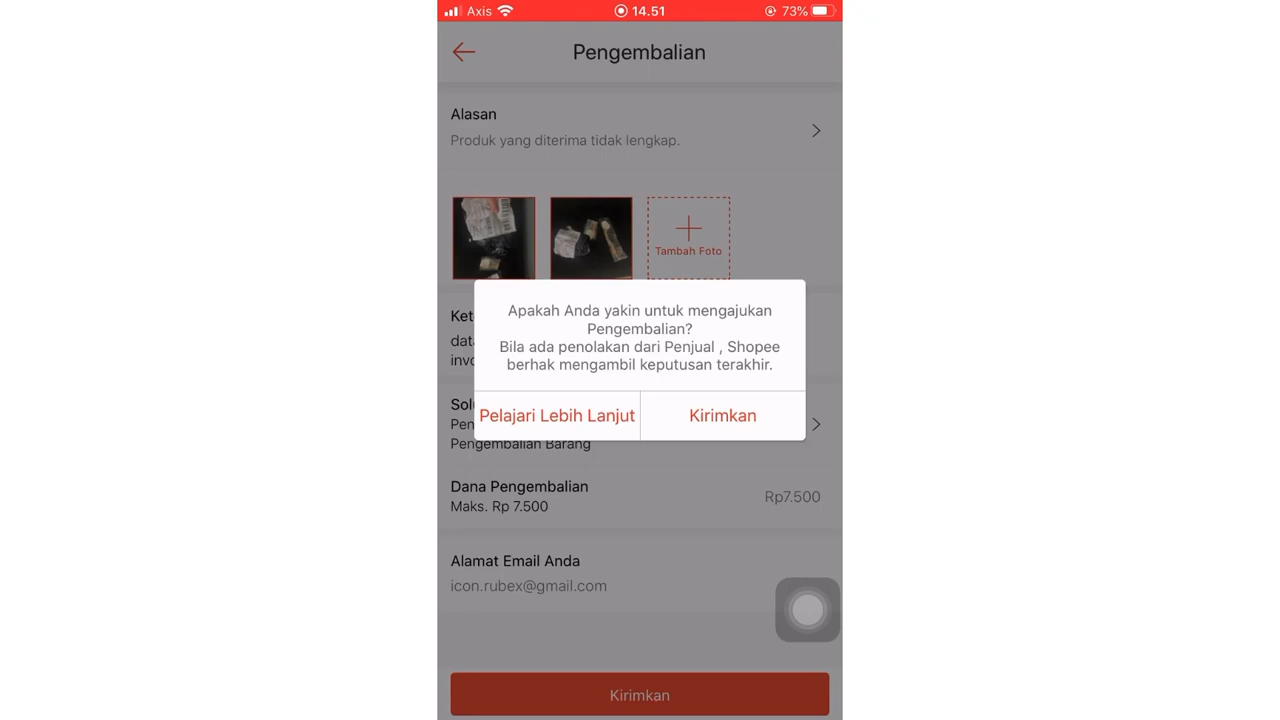 Axis
14.51
73%
Pengembalian
Alasan
Produk yang diterima tidak lengkap.
Tambah Foto
Apakah Anda yakin untuk mengajukan
Pengembalian?
Bila ada penolakan dari Penjual , Shopee
berhak mengambil keputusan terakhir.
Pelajari Lebih Lanjut
Kirimkan
Pengembalian Barang
Dana Pengembalian
Maks. Rp 7.500
Rp7.500
Alamat Email Anda
icon.rubex@gmail.com
Kirimkan